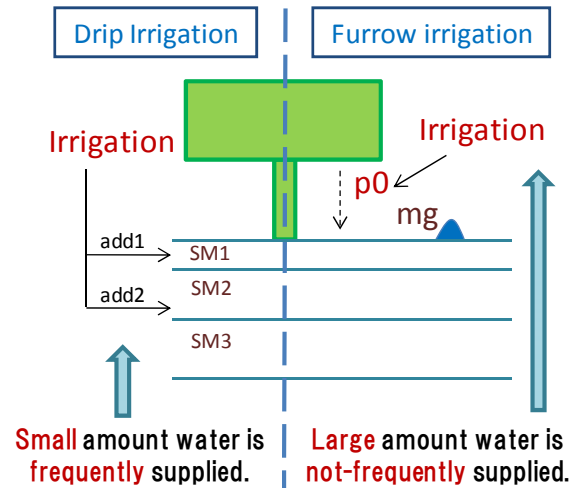 Drip Irrigation
Furrow irrigation
Irrigation
Irrigation
p0
mg
add1
SM1
add2
SM2
SM3
Small amount water is
frequently supplied.
Large amount water is
not-frequently supplied.